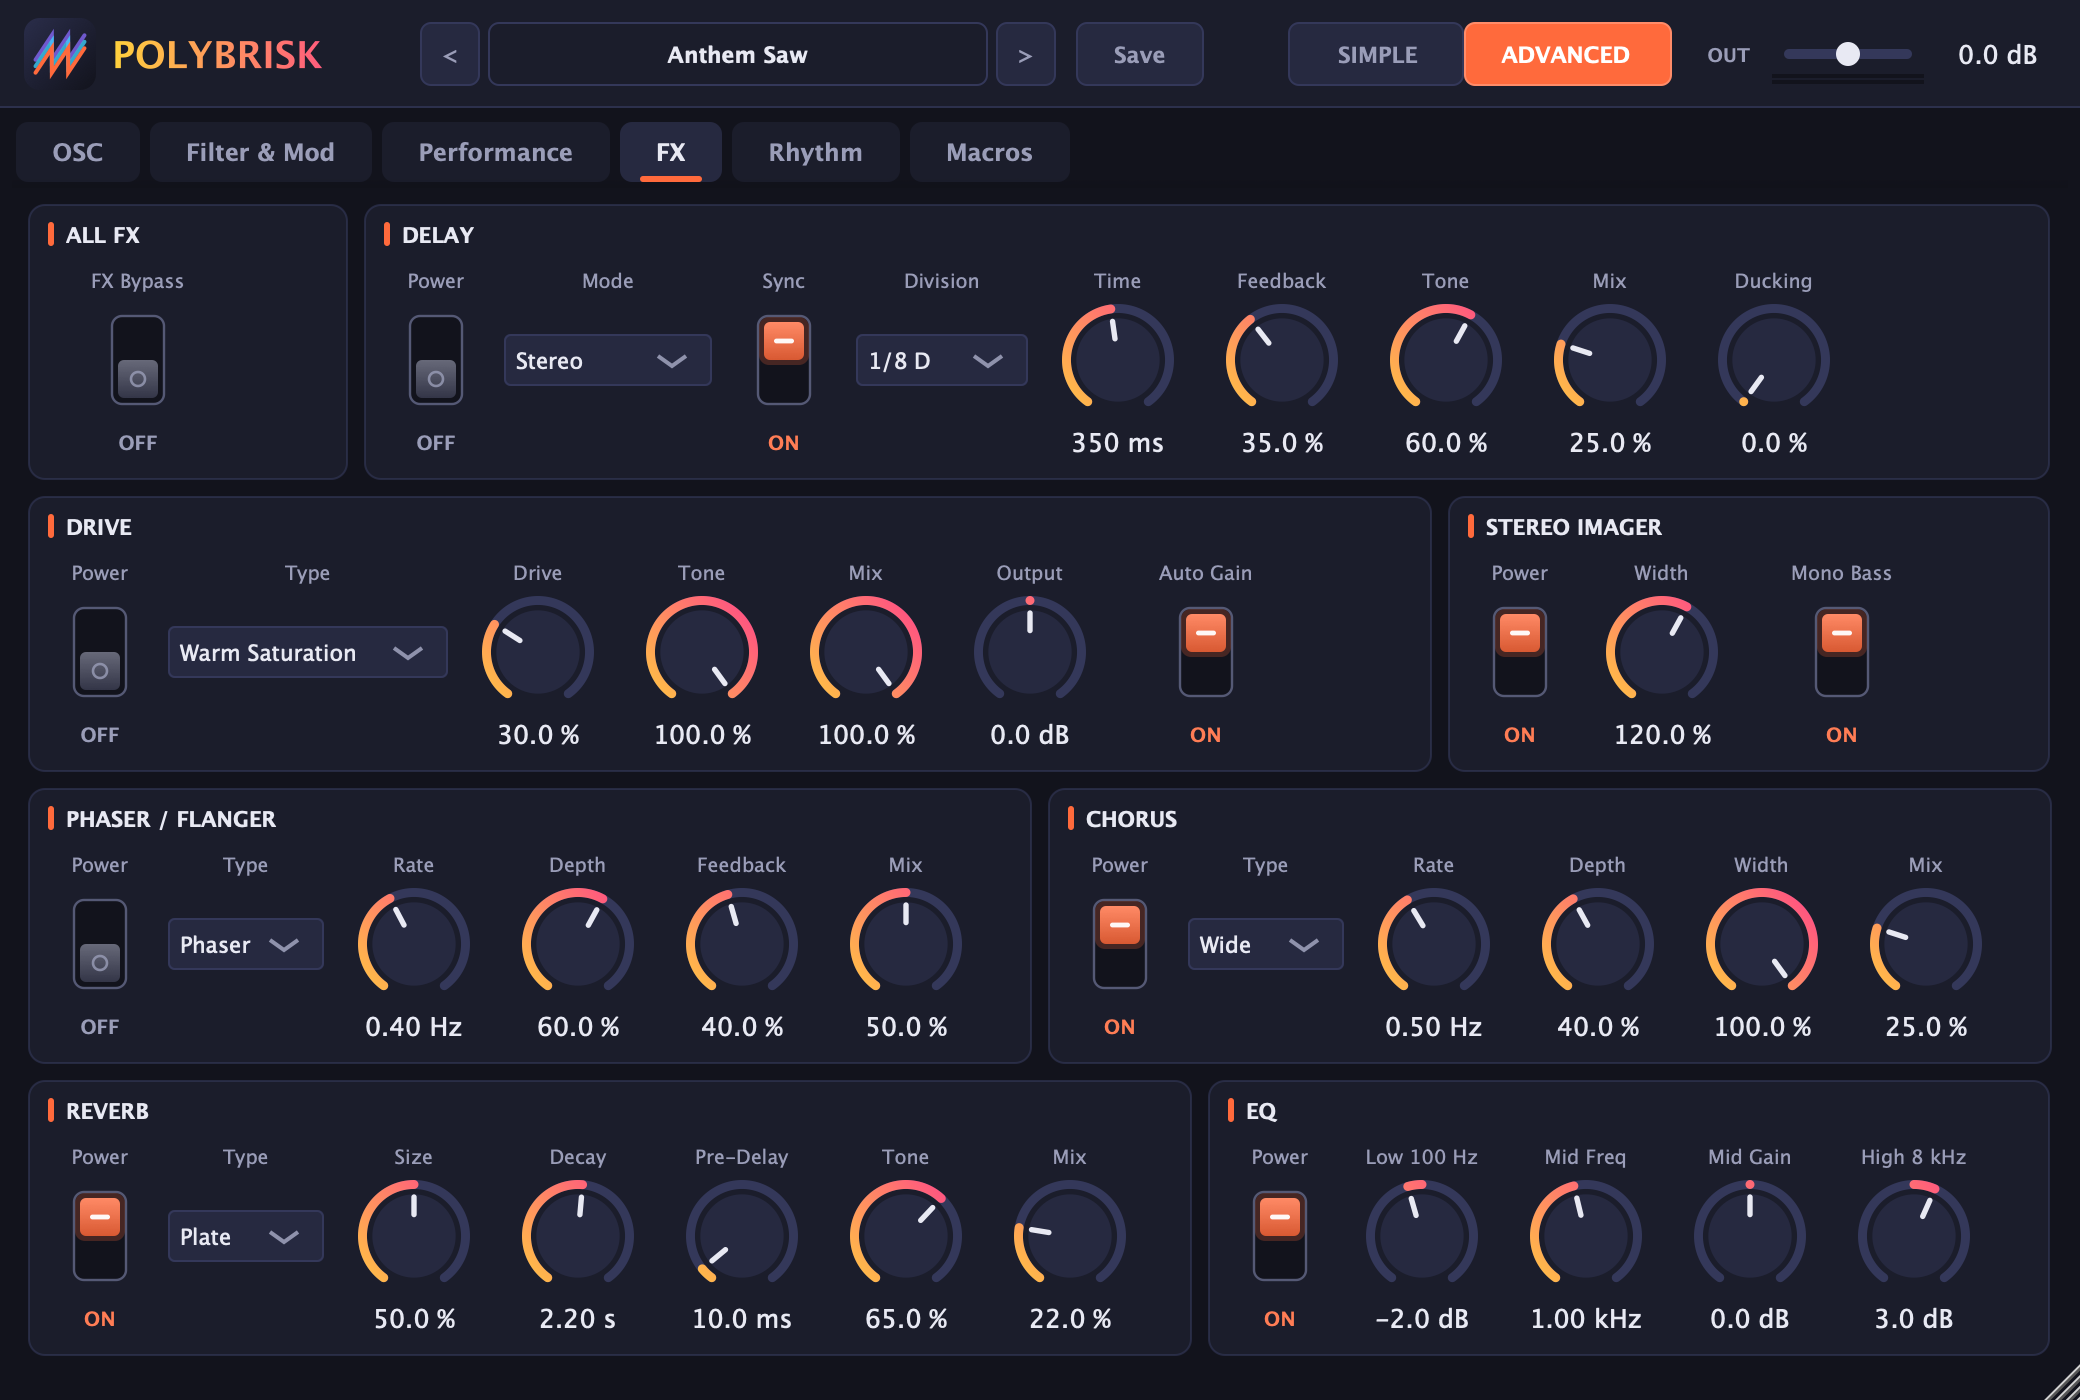 POLYBRISK
<
Anthem Saw
>
Save
SIMPLE
ADVANCED
OUT
0.0 dB
OSC
Filter & Mod
Performance
FX
Rhythm
Macros
ALL FX
FX Bypass
OFF
DELAY
Power Mode Sync Division Time Feedback Tone Mix Ducking
Stereo 1/8 D
OFF ON 350 ms 35.0 % 60.0 % 25.0 % 0.0 %
DRIVE
Power Type Drive Tone Mix Output Auto Gain
Warm Saturation
OFF 30.0 % 100.0 % 100.0 % 0.0 dB ON
STEREO IMAGER
Power Width Mono Bass
ON 120.0 % ON
PHASER / FLANGER
Power Type Rate Depth Feedback Mix
Phaser
OFF 0.40 Hz 60.0 % 40.0 % 50.0 %
CHORUS
Power Type Rate Depth Width Mix
Wide
ON 0.50 Hz 40.0 % 100.0 % 25.0 %
REVERB
Power Type Size Decay Pre-Delay Tone Mix
Plate
ON 50.0 % 2.20 s 10.0 ms 65.0 % 22.0 %
EQ
Power Low 100 Hz Mid Freq Mid Gain High 8 kHz
ON -2.0 dB 1.00 kHz 0.0 dB 3.0 dB